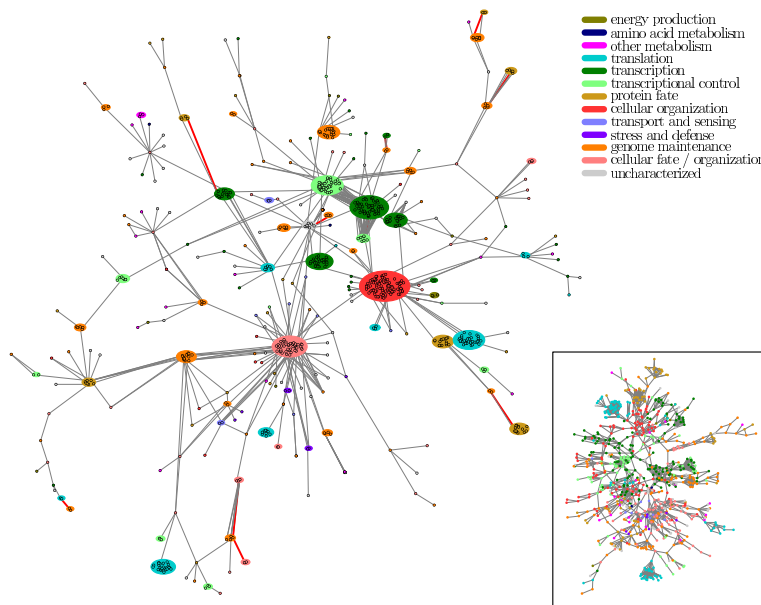 energy production
amino acid metabolism
other metabolism
translation
transcription
transcriptional control
protein fate
cellular organization
transport and sensing
stress and defense
genome maintenance
cellular fate / organization
uncharacterized